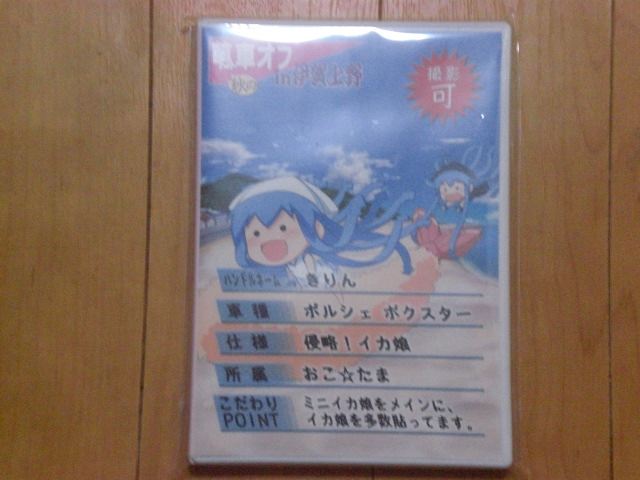 痛車オフ
秋の
in伊賀上野
撮影
可
ハンドルネーム きりん
車種 ポルシェ ボクスター
仕様 侵略!イカ娘
所属 おこ☆たま
こだわり
POINT
ミニイカ娘をメインに、
イカ娘を多数貼ってます。